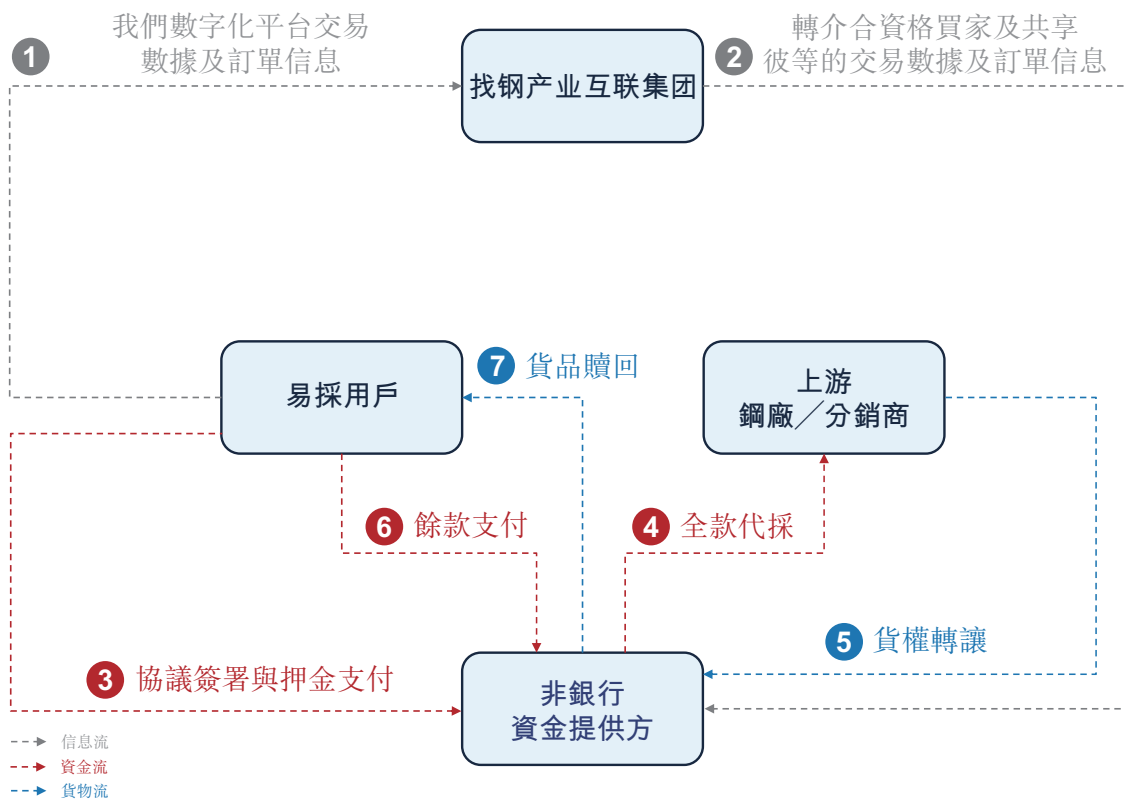 1
我們數字化平台交易
數據及訂單信息
找钢产业互联集团
2
轉介合資格買家及共享
彼等的交易數據及訂單信息
易採用戶
7 貨品贖回
上游
鋼廠／分銷商
6 餘款支付
4 全款代採
5 貨權轉讓
3 協議簽署與押金支付
非銀行
資金提供方
信息流
資金流
貨物流